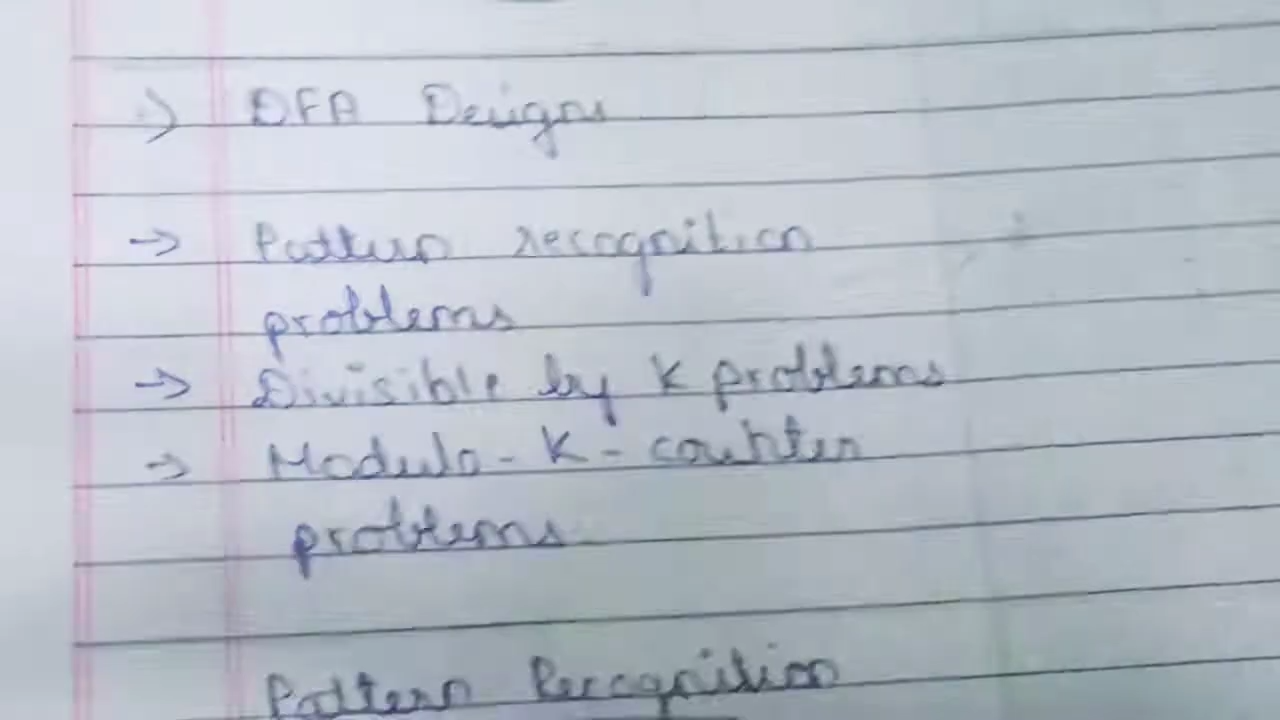 → DFA Designs
→ Pattern recognition
problems
→ Divisible by K problems
→ Modulo - K - counter
problems.
Pattern Recognition